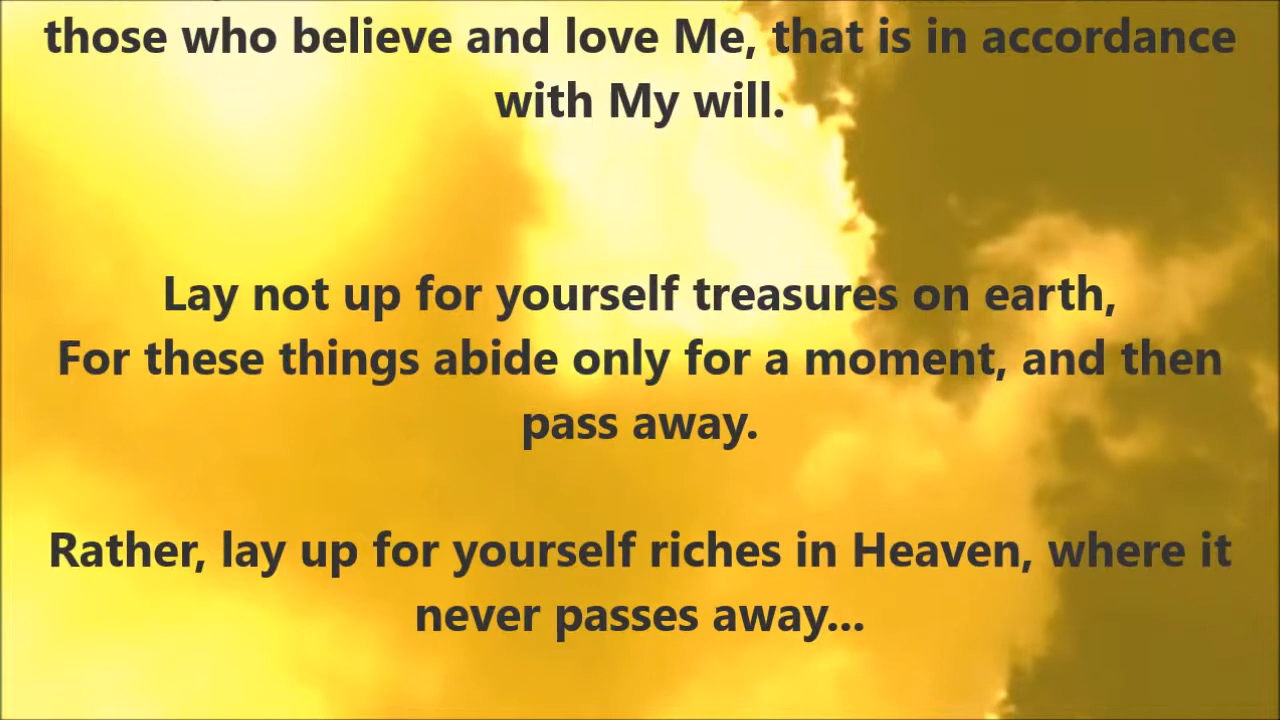 those who believe and love Me, that is in accordance
with My will.
Lay not up for yourself treasures on earth,
For these things abide only for a moment, and then
pass away.
Rather, lay up for yourself riches in Heaven, where it
never passes away...